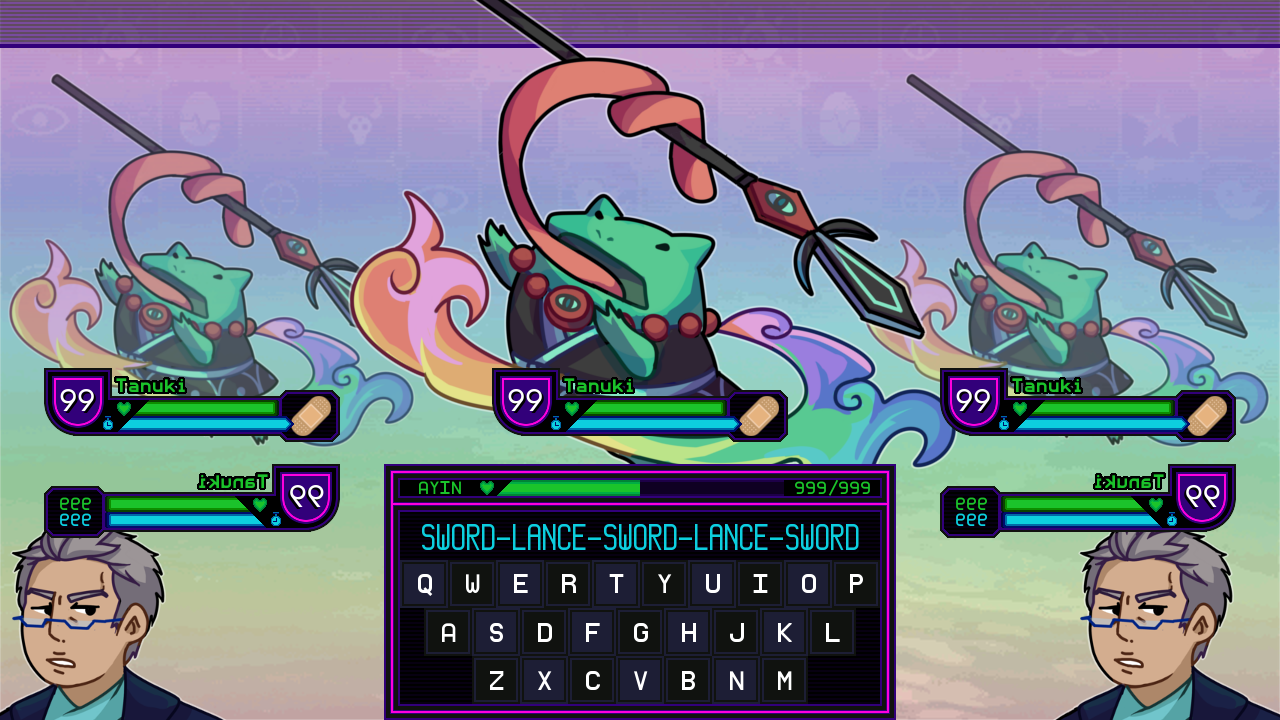 99 Tanuki
99 Tanuki
99 Tanuki
Tanuki 99
999
999
Tanuki 99
999
999
AYIN 999/999
SWORD-LANCE-SWORD-LANCE-SWORD
Q W E R T Y U I O P
A S D F G H J K L
Z X C V B N M